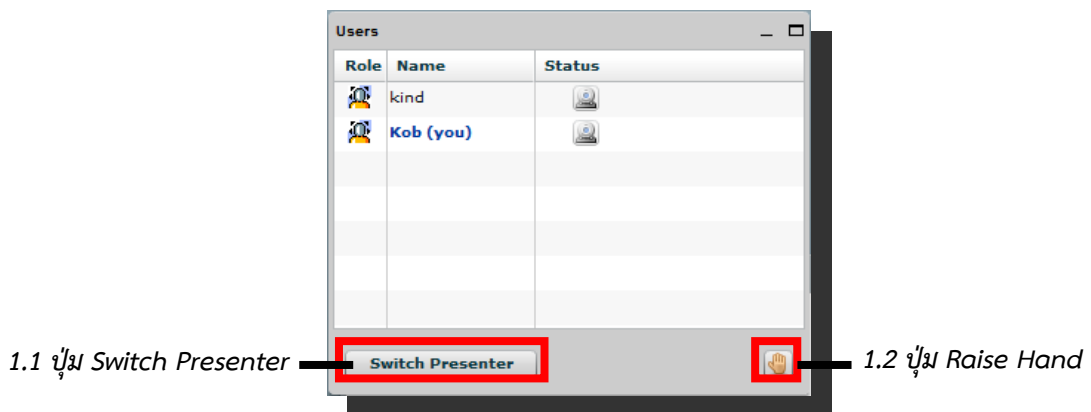 Users
Role Name Status
kind
Kob (you)
1.1 ปุ่ม Switch Presenter
Switch Presenter
1.2 ปุ่ม Raise Hand